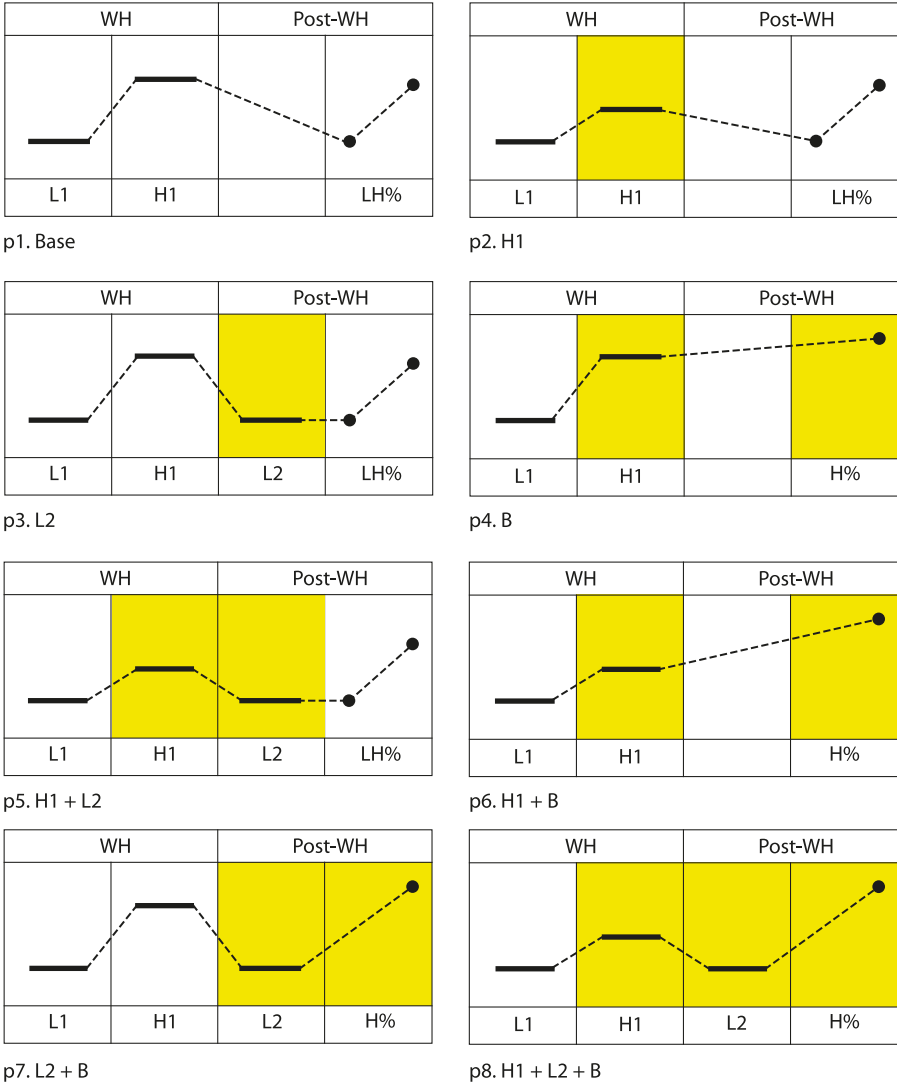 WH Post-WH
L1 H1 LH%
p1. Base
WH Post-WH
L1 H1 LH%
p2. H1
WH Post-WH
L1 H1 L2 LH%
p3. L2
WH Post-WH
L1 H1 H%
p4. B
WH Post-WH
L1 H1 L2 LH%
p5. H1 + L2
WH Post-WH
L1 H1 H%
p6. H1 + B
WH Post-WH
L1 H1 L2 H%
p7. L2 + B
WH Post-WH
L1 H1 L2 H%
p8. H1 + L2 + B